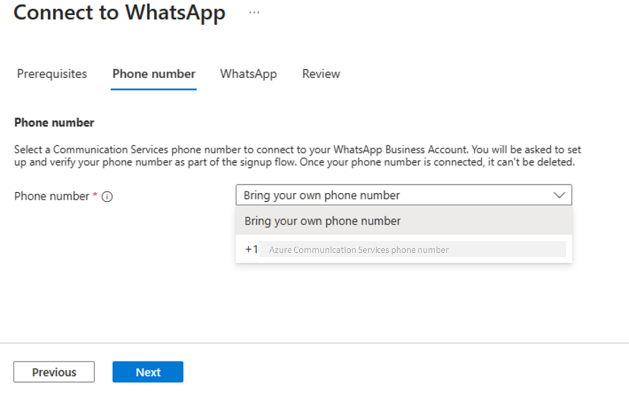 Connect to WhatsApp ...
Prerequisites Phone number WhatsApp Review
Phone number
Select a Communication Services phone number to connect to your WhatsApp Business Account. You will be asked to set
up and verify your phone number as part of the signup flow. Once your phone number is connected, it can't be deleted.
Phone number * Bring your own phone number
Bring your own phone number
+1 Azure Communication Services phone number
Previous Next